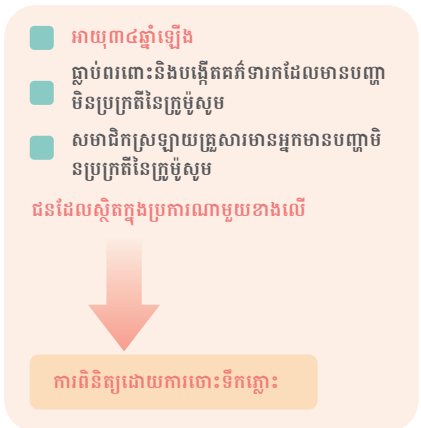 អាយុ៣៤ឆ្នាំឡើង
ធ្លាប់ពរពោះនិងបង្កើតគភ៌ទារកដែលមានបញ្ហា
មិនប្រក្រតីនៃក្រូម៉ូសូម
សមាជិកស្រឡាយគ្រួសារមានអ្នកមានបញ្ហាមិ
នប្រក្រតីនៃក្រូម៉ូសូម
ជនដែលស្ថិតក្នុងប្រការណាមួយខាងលើ
ការពិនិត្យដោយការចោះទឹកភ្លោះ